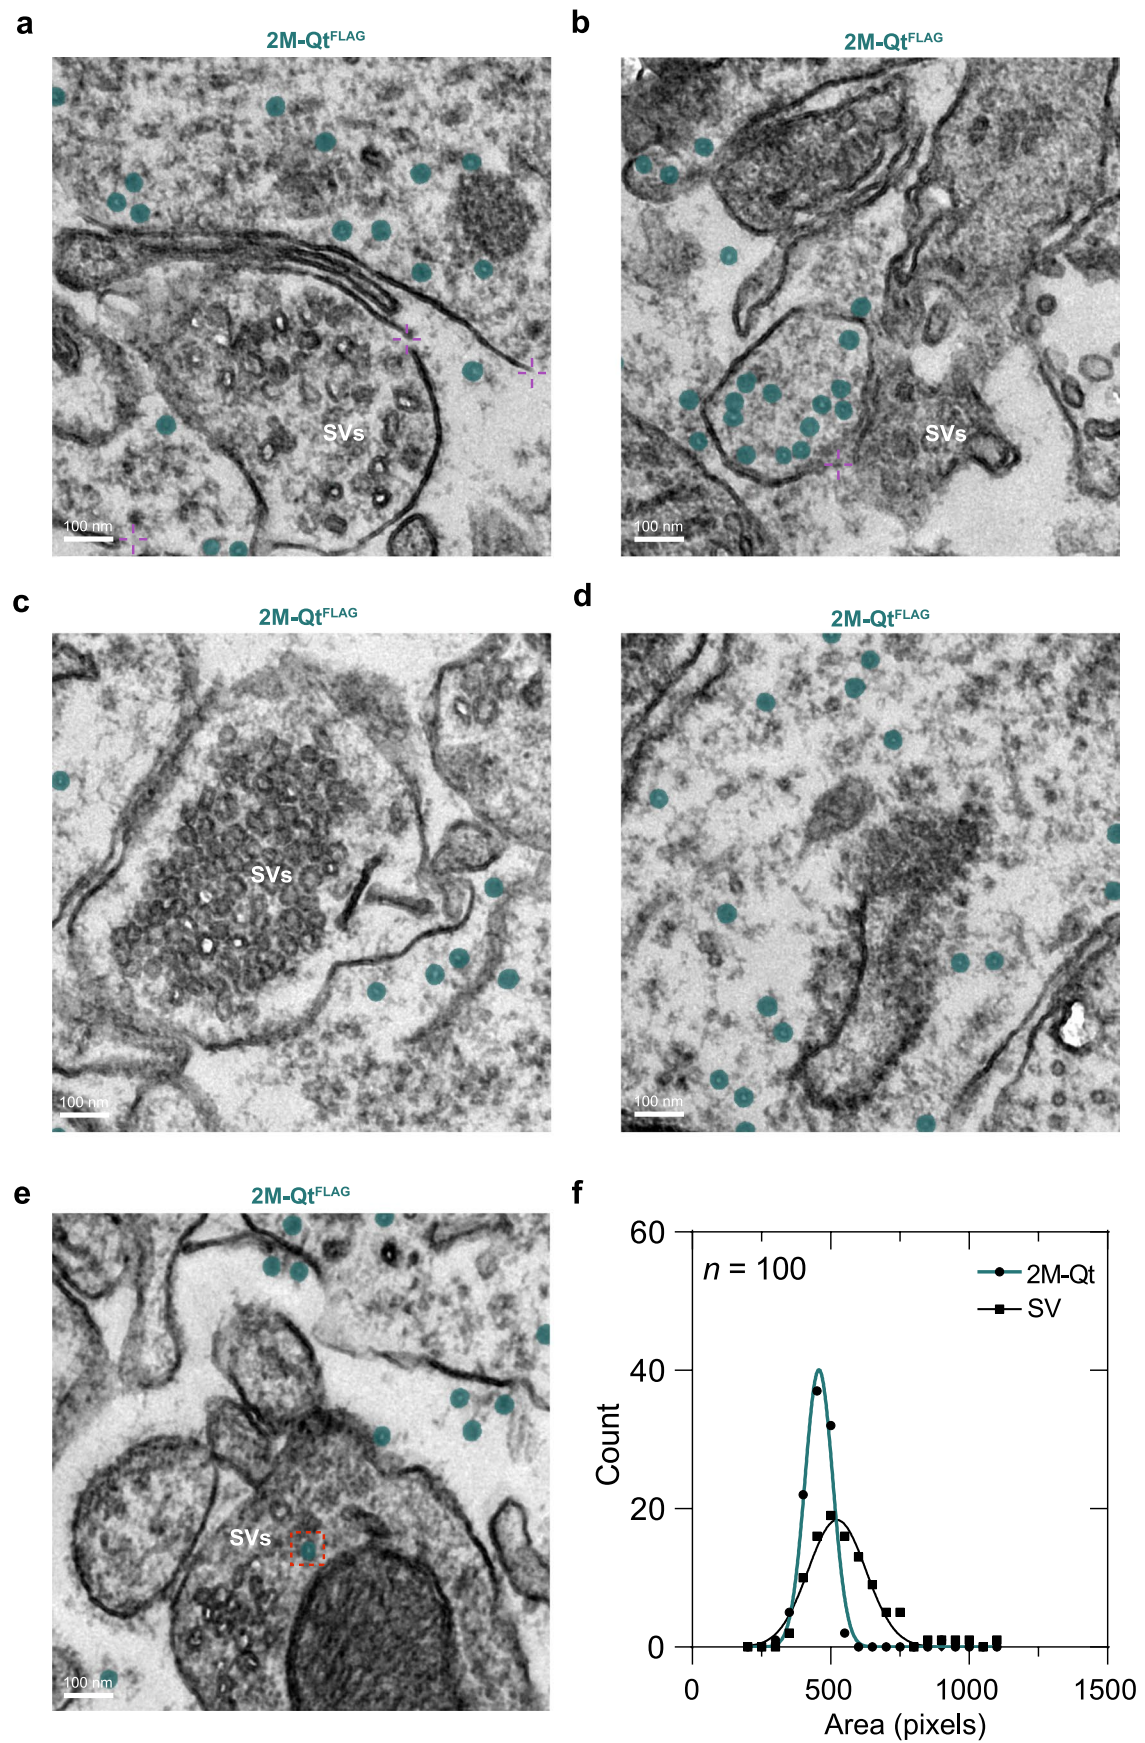 a
2M-QtFLAG
SVs
100 nm
b
2M-QtFLAG
SVs
100 nm
c
2M-QtFLAG
SVs
100 nm
d
2M-QtFLAG
100 nm
e
2M-QtFLAG
SVs
100 nm
f
60
40
20
0
Count
n = 100
2M-Qt
SV
0 500 1000 1500
Area (pixels)